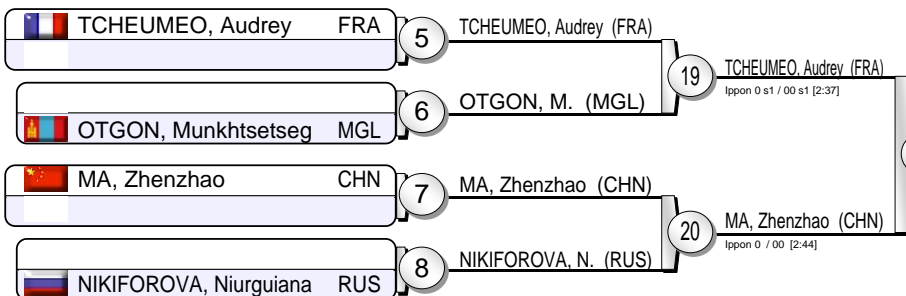 TCHEUMEO, Audrey FRA
5
TCHEUMEO, Audrey (FRA)
19
TCHEUMEO, Audrey (FRA)
Ippon 0 s1 / 00 s1 [2:37]
6
OTGON, M. (MGL)
OTGON, Munkhtsetseg MGL
MA, Zhenzhao CHN
7
MA, Zhenzhao (CHN)
20
MA, Zhenzhao (CHN)
Ippon 0 / 00 [2:44]
8
NIKIFOROVA, N. (RUS)
NIKIFOROVA, Niurguiana RUS